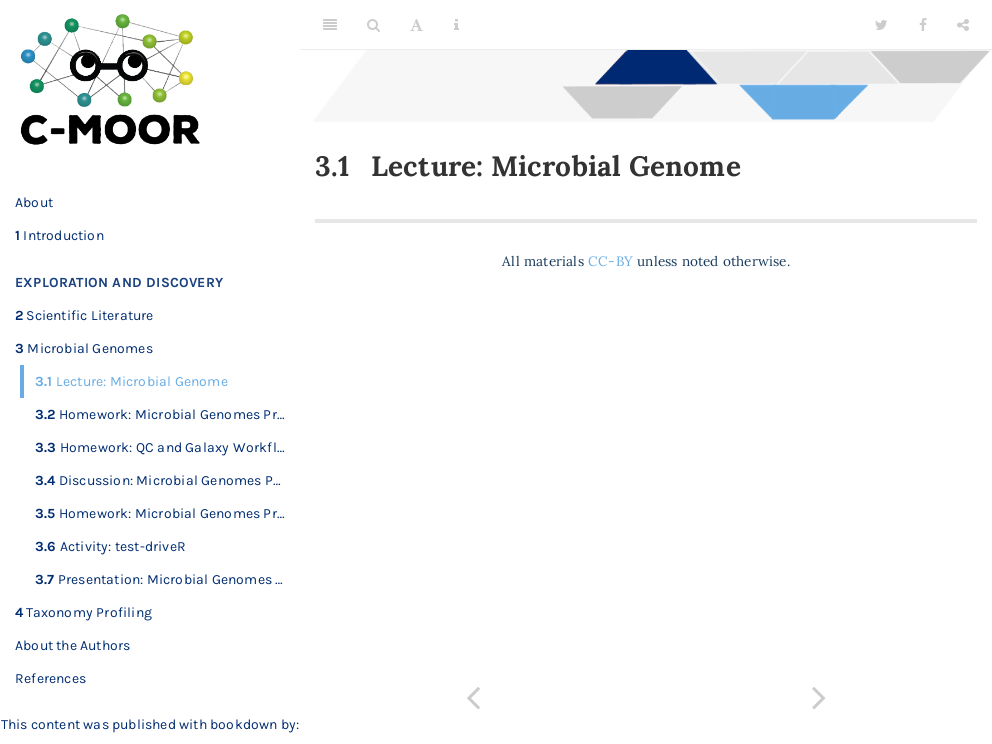 C-MOOR
About
1 Introduction
EXPLORATION AND DISCOVERY
2 Scientific Literature
3 Microbial Genomes
3.1 Lecture: Microbial Genome
3.2 Homework: Microbial Genomes Pr...
3.3 Homework: QC and Galaxy Workfl...
3.4 Discussion: Microbial Genomes P...
3.5 Homework: Microbial Genomes Pr...
3.6 Activity: test-driveR
3.7 Presentation: Microbial Genomes ...
4 Taxonomy Profiling
About the Authors
References
This content was published with bookdown by:
A
3.1 Lecture: Microbial Genome
All materials CC-BY unless noted otherwise.